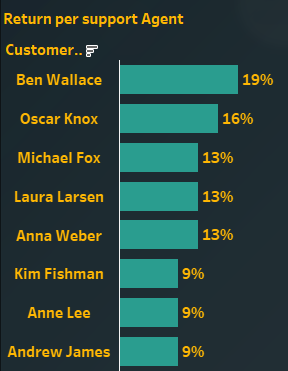 Return per support Agent
Customer..
Ben Wallace 19%
Oscar Knox 16%
Michael Fox 13%
Laura Larsen 13%
Anna Weber 13%
Kim Fishman 9%
Anne Lee 9%
Andrew James 9%